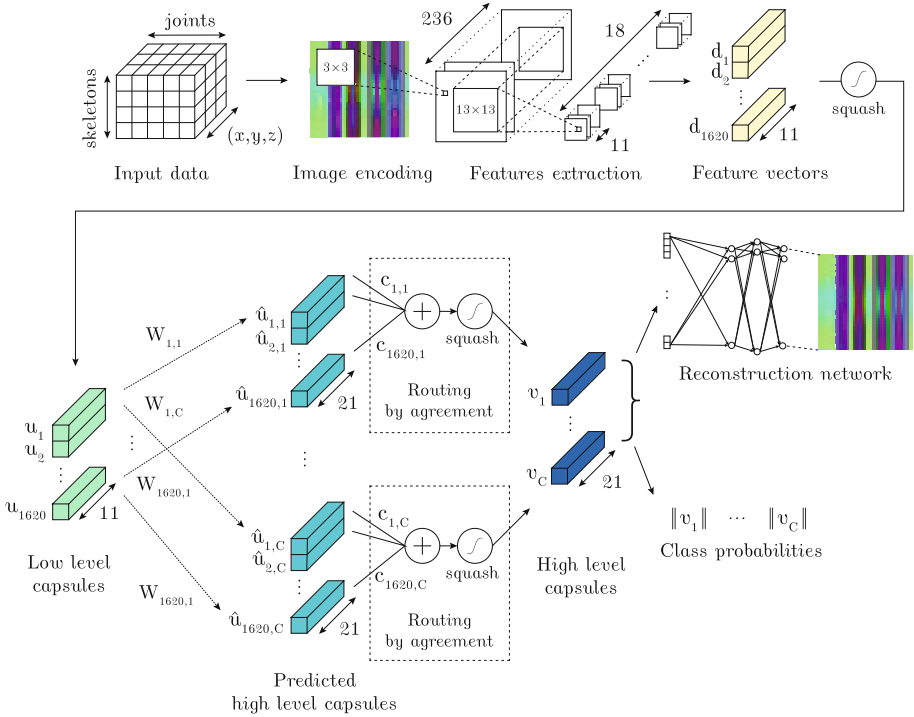 joints
skeletons
(x,y,z)
Input data
3×3
Image encoding
236
13×13
18
11
Features extraction
d₁
d₂
⋮
d₁₆₂₀
11
Feature vectors
squash
W₁,₁
W₁,C
⋮
W₁₆₂₀,₁
W₁₆₂₀,₁
u₁
u₂
⋮
u₁₆₂₀
11
Low level
capsules
û₁,₁
û₂,₁
⋮
û₁₆₂₀,₁
21
⋮
û₁,C
û₂,C
⋮
û₁₆₂₀,C
21
Predicted
high level capsules
c₁,₁
c₁₆₂₀,₁
+
squash
Routing
by agreement
c₁,C
c₁₆₂₀,C
+
squash
Routing
by agreement
v₁
⋮
v_C
21
High level
capsules
⋮
Reconstruction network
‖v₁‖ ⋯ ‖v_C‖
Class probabilities